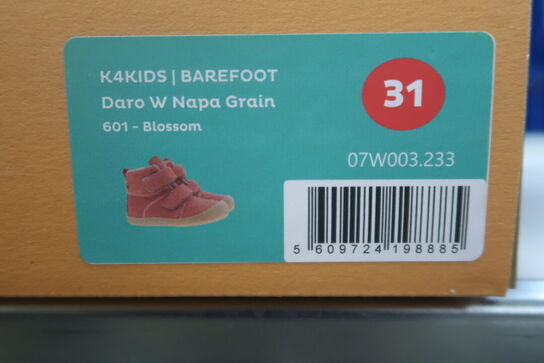 K4KIDS | BAREFOOT
Daro W Napa Grain
601 - Blossom
31
07W003.233
5 609724 198885